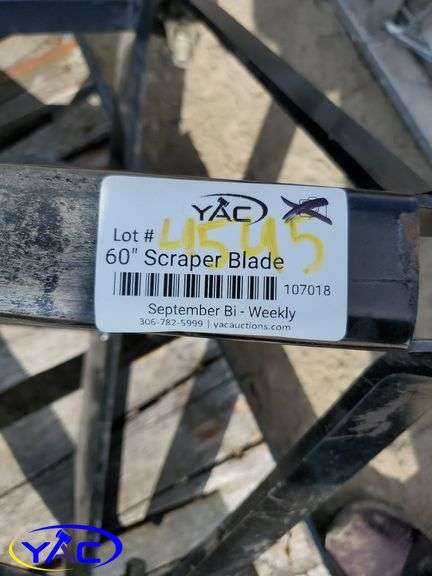 YAC
Lot # 4545
60" Scraper Blade
107018
September Bi - Weekly
306-782-5999 | yacauctions.com
YAC